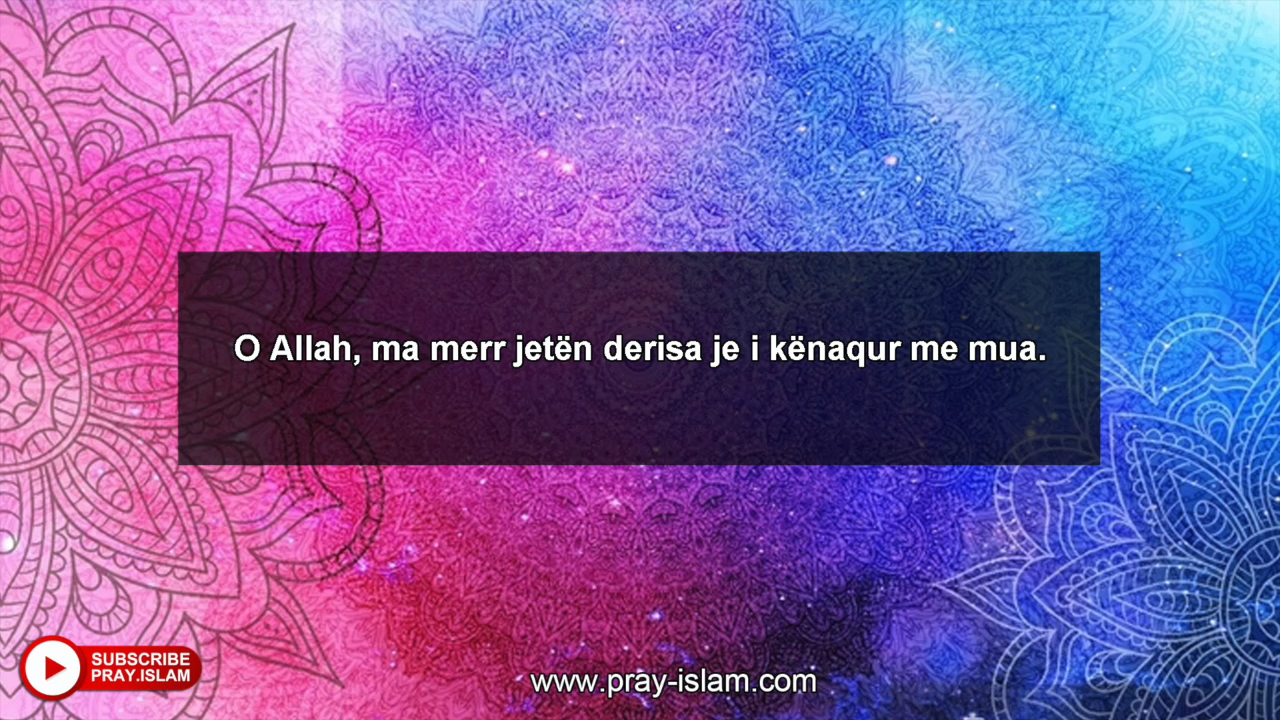 O Allah, ma merr jetën derisa je i kënaqur me mua.
SUBSCRIBE
PRAY.ISLAM
www.pray-islam.com